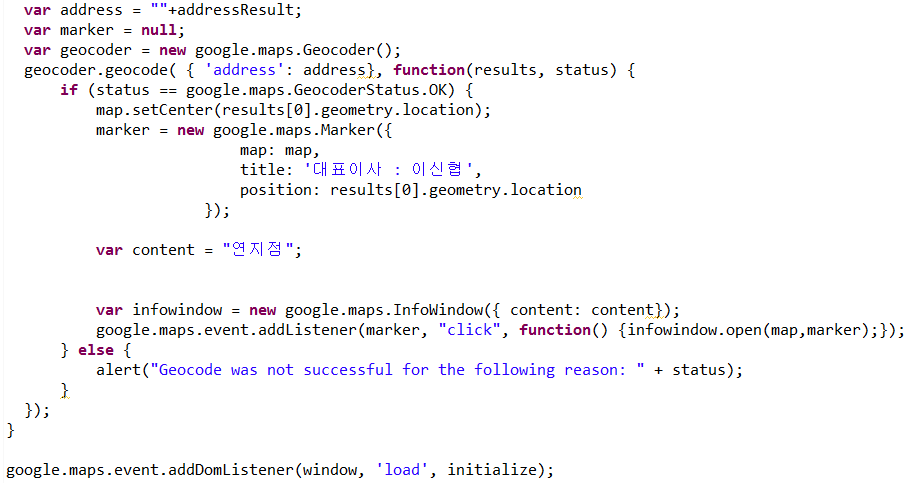 var address = ""+addressResult;
var marker = null;
var geocoder = new google.maps.Geocoder();
geocoder.geocode( { 'address': address}, function(results, status) {
if (status == google.maps.GeocoderStatus.OK) {
map.setCenter(results[0].geometry.location);
marker = new google.maps.Marker({
map: map,
title: '대표이사 : 이신협',
position: results[0].geometry.location
});
var content = "연지점";
var infowindow = new google.maps.InfoWindow({ content: content});
google.maps.event.addListener(marker, "click", function() {infowindow.open(map,marker);});
} else {
alert("Geocode was not successful for the following reason: " + status);
}
});
}
google.maps.event.addDomListener(window, 'load', initialize);